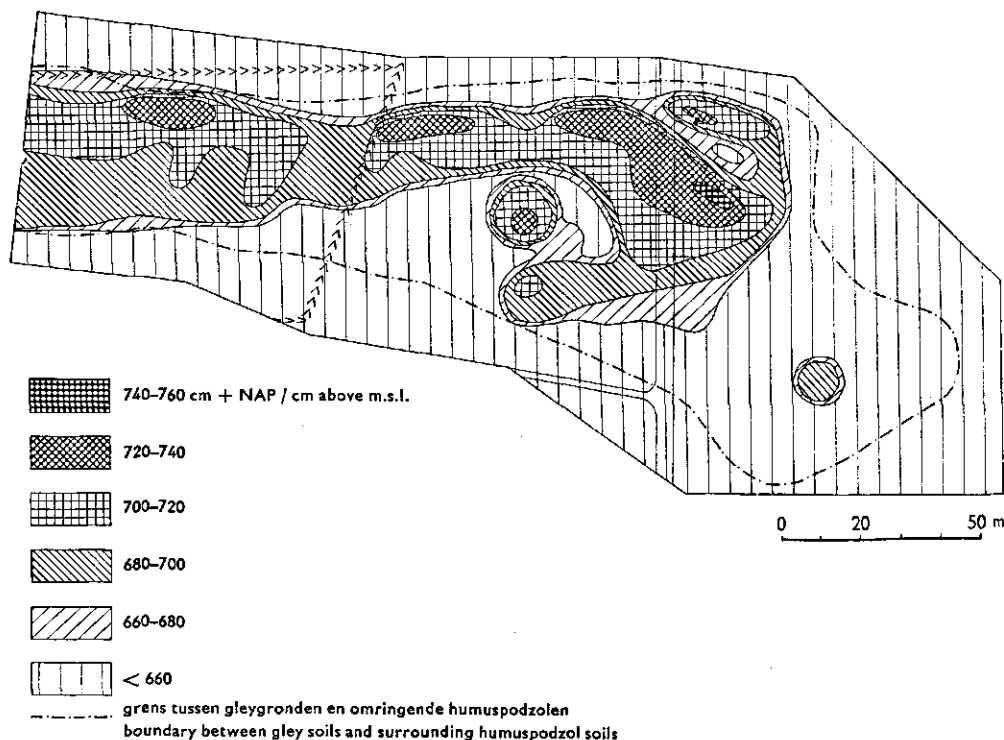 740–760 cm + NAP / cm above m.s.l.
720–740
700–720
680–700
660–680
< 660
grens tussen gleygronden en omringende humuspodzolen
boundary between gley soils and surrounding humuspodzol soils
0 20 50 m